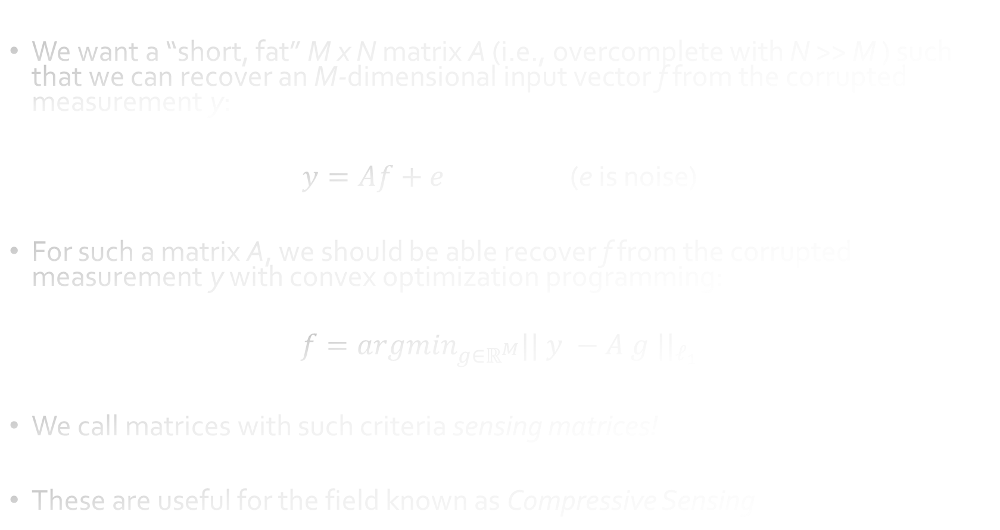 • We want a “short, fat” M x N matrix A (i.e., overcomplete with N >> M ) such
that we can recover an M-dimensional input vector f from the corrupted
measurement y:
y = Af + e (e is noise)
• For such a matrix A, we should be able recover f from the corrupted
measurement y with convex optimization programming:
f = argmin_{g∈ℝ^M} || y − A g ||_{ℓ_1}
• We call matrices with such criteria sensing matrices!
• These are useful for the field known as Compressive Sensing